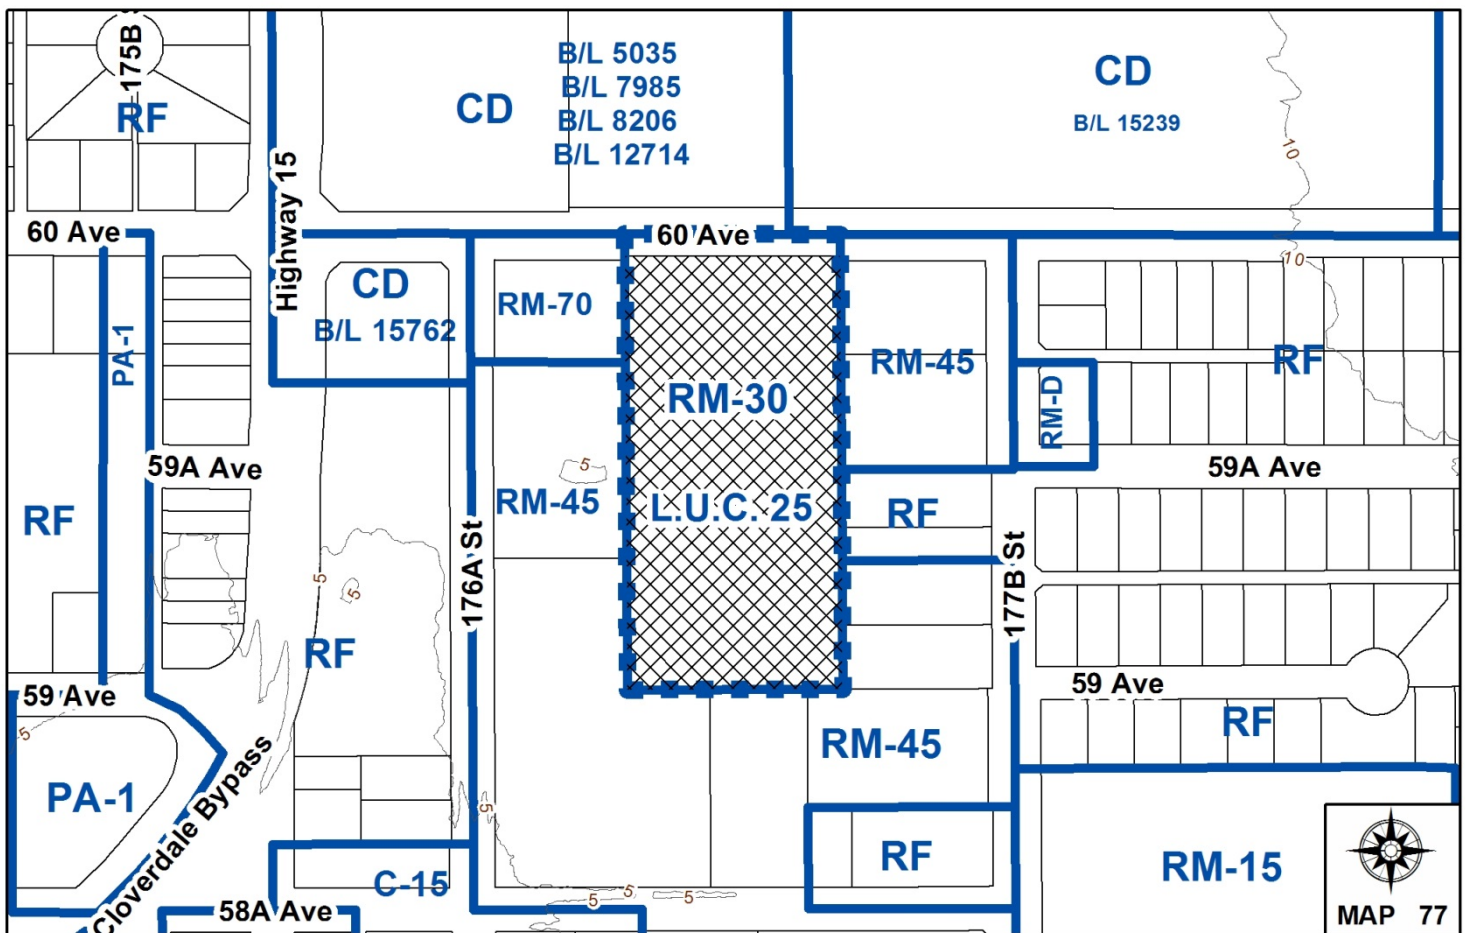 175B S
RF
CD
B/L 5035
B/L 7985
B/L 8206
B/L 12714
CD
B/L 15239
10
Highway 15
60 Ave
60 Ave
10
PA-1
CD
B/L 15762
RM-70
RM-30
RM-45
RM-D
RF
59A Ave
59A Ave
5
RM-45
L.U.C. 25
RF
RF
176A St
177B St
5
5
RF
59 Ave
59 Ave
5
RF
RM-45
PA-1
Cloverdale Bypass
5
RF
RM-15
C-15
5
5
5
58A Ave
MAP 77